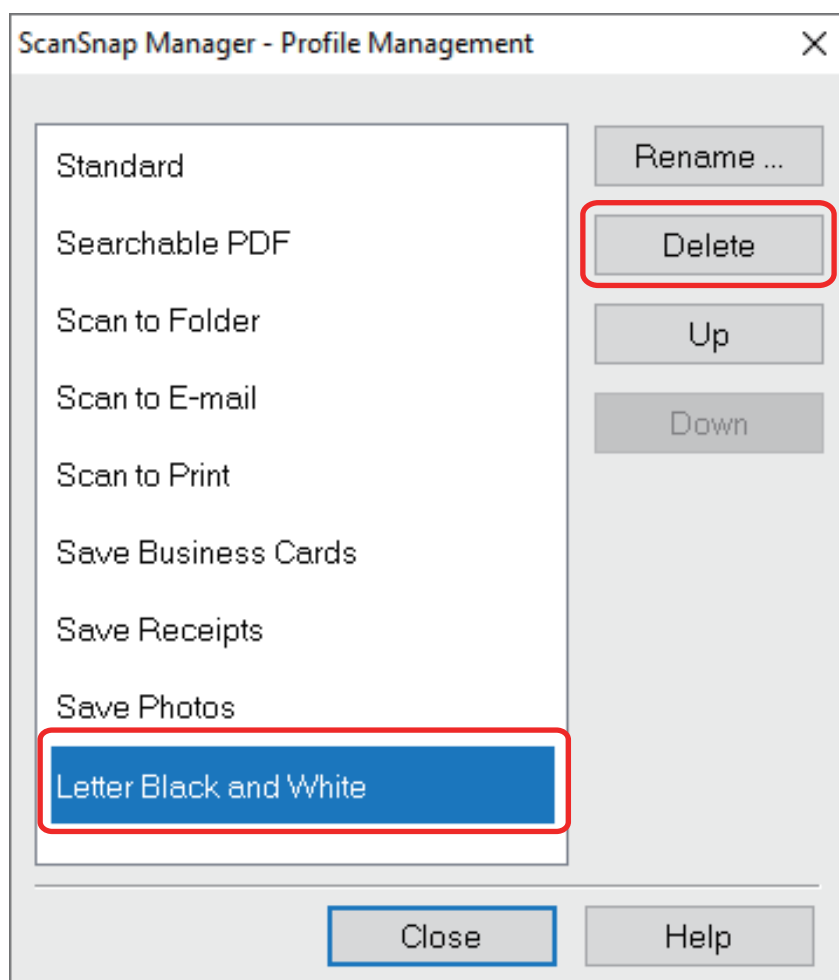 ScanSnap Manager - Profile Management
Standard
Searchable PDF
Scan to Folder
Scan to E-mail
Scan to Print
Save Business Cards
Save Receipts
Save Photos
Letter Black and White
Rename ...
Delete
Up
Down
Close
Help